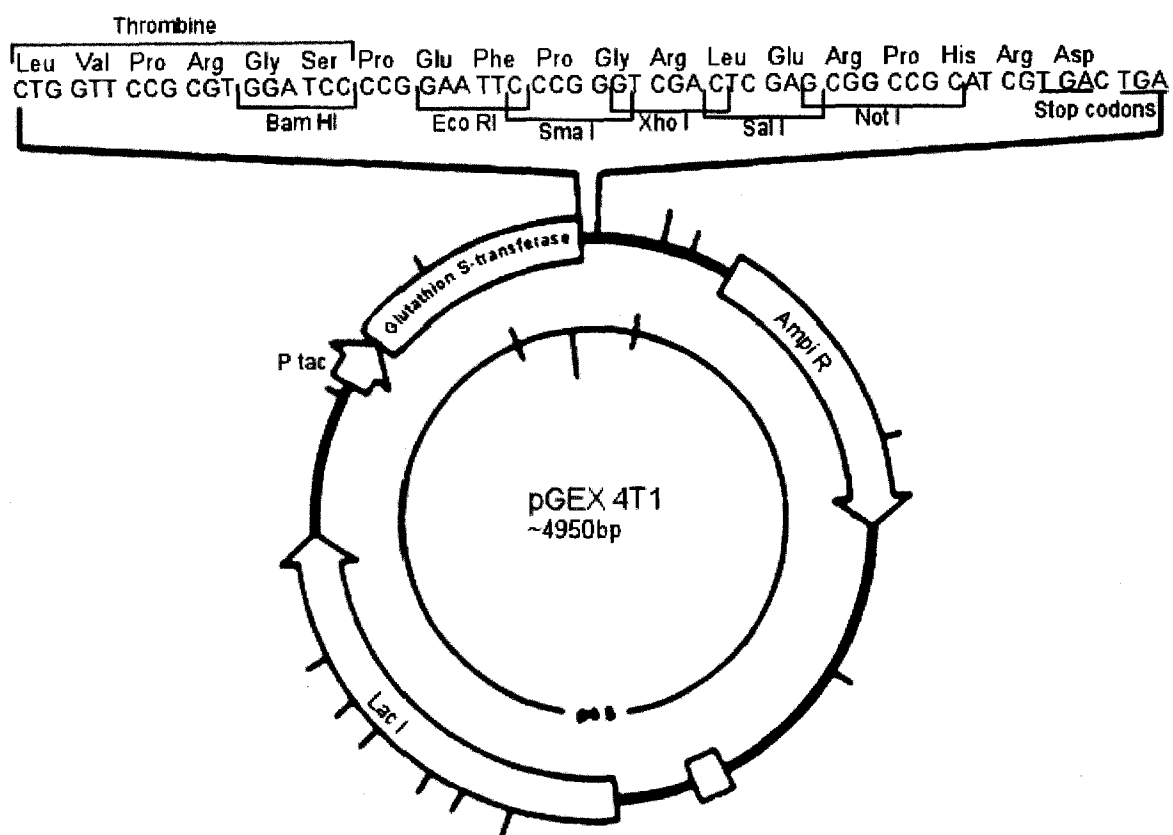 Thrombine
Leu Val Pro Arg Gly Ser Pro Glu Phe Pro Gly Arg Leu Glu Arg Pro His Arg Asp
CTG GTT CCG CGT GGA TCC CCG GAA TTC CCG GGT CGA CTC GAG CGG CCG CAT CGT GAC TGA
Bam HI Eco RI Sma I Xho I Sal I Not I Stop codons
Glutathion S-transferase
P tac
Ampi R
pGEX 4T1
~4950bp
Lac I